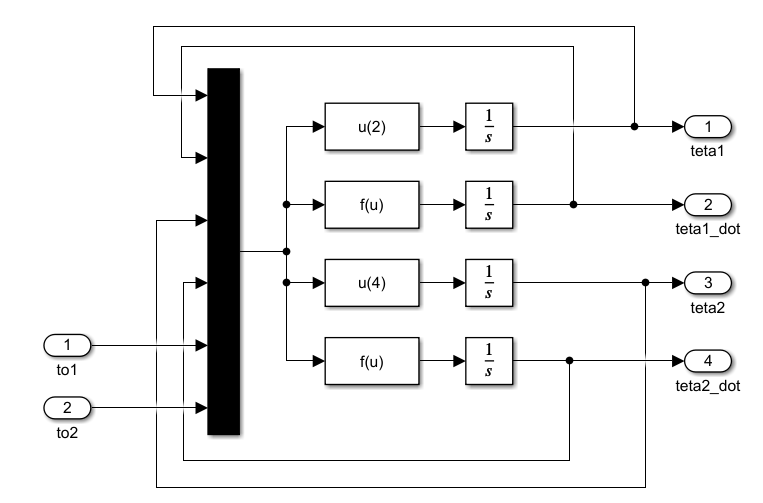 u(2)
1
s
1
teta1
f(u)
1
s
2
teta1_dot
u(4)
1
s
3
teta2
f(u)
1
s
4
teta2_dot
1
to1
2
to2